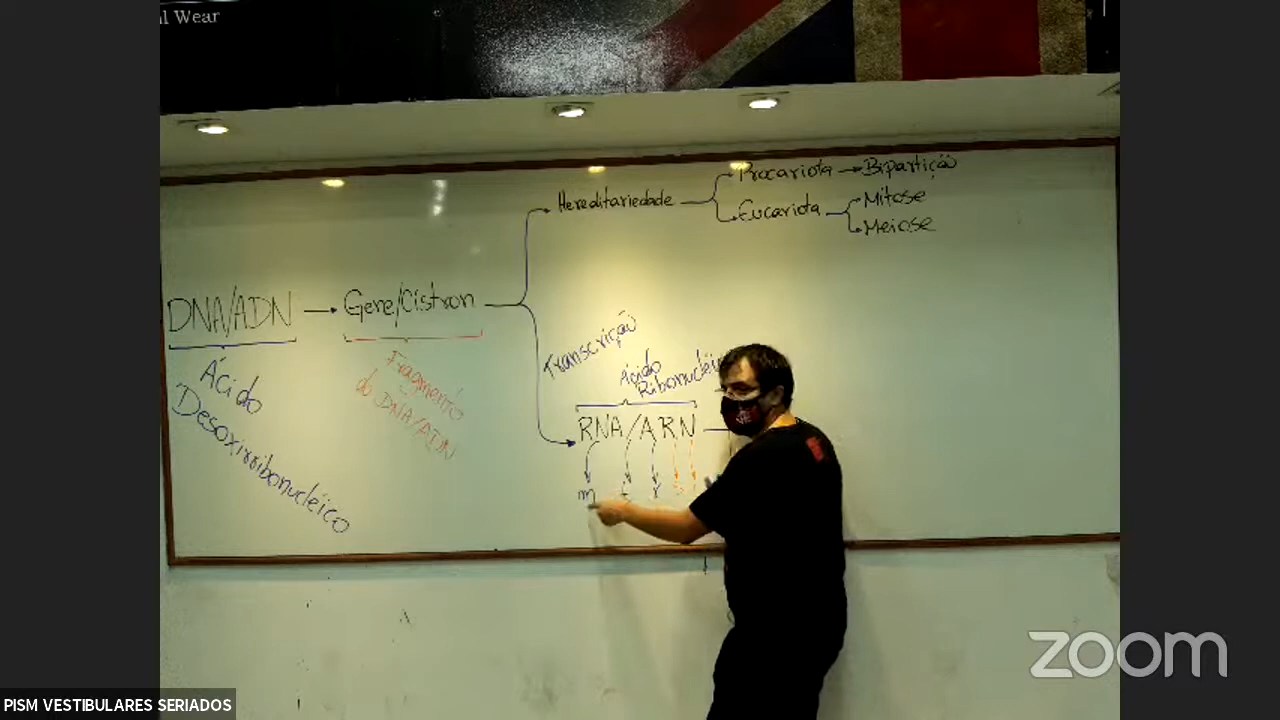 l Wear
Procariota → Bipartição
Hereditariedade
Eucariota
Mitose
Meiose
DNA/ADN → Gene/Cistron
Transcrição
Ácido
Desoxirribonucléico
Fragmento
do DNA/ADN
Ácido
RNA/ARN
m t r
zoom
PISM VESTIBULARES SERIADOS